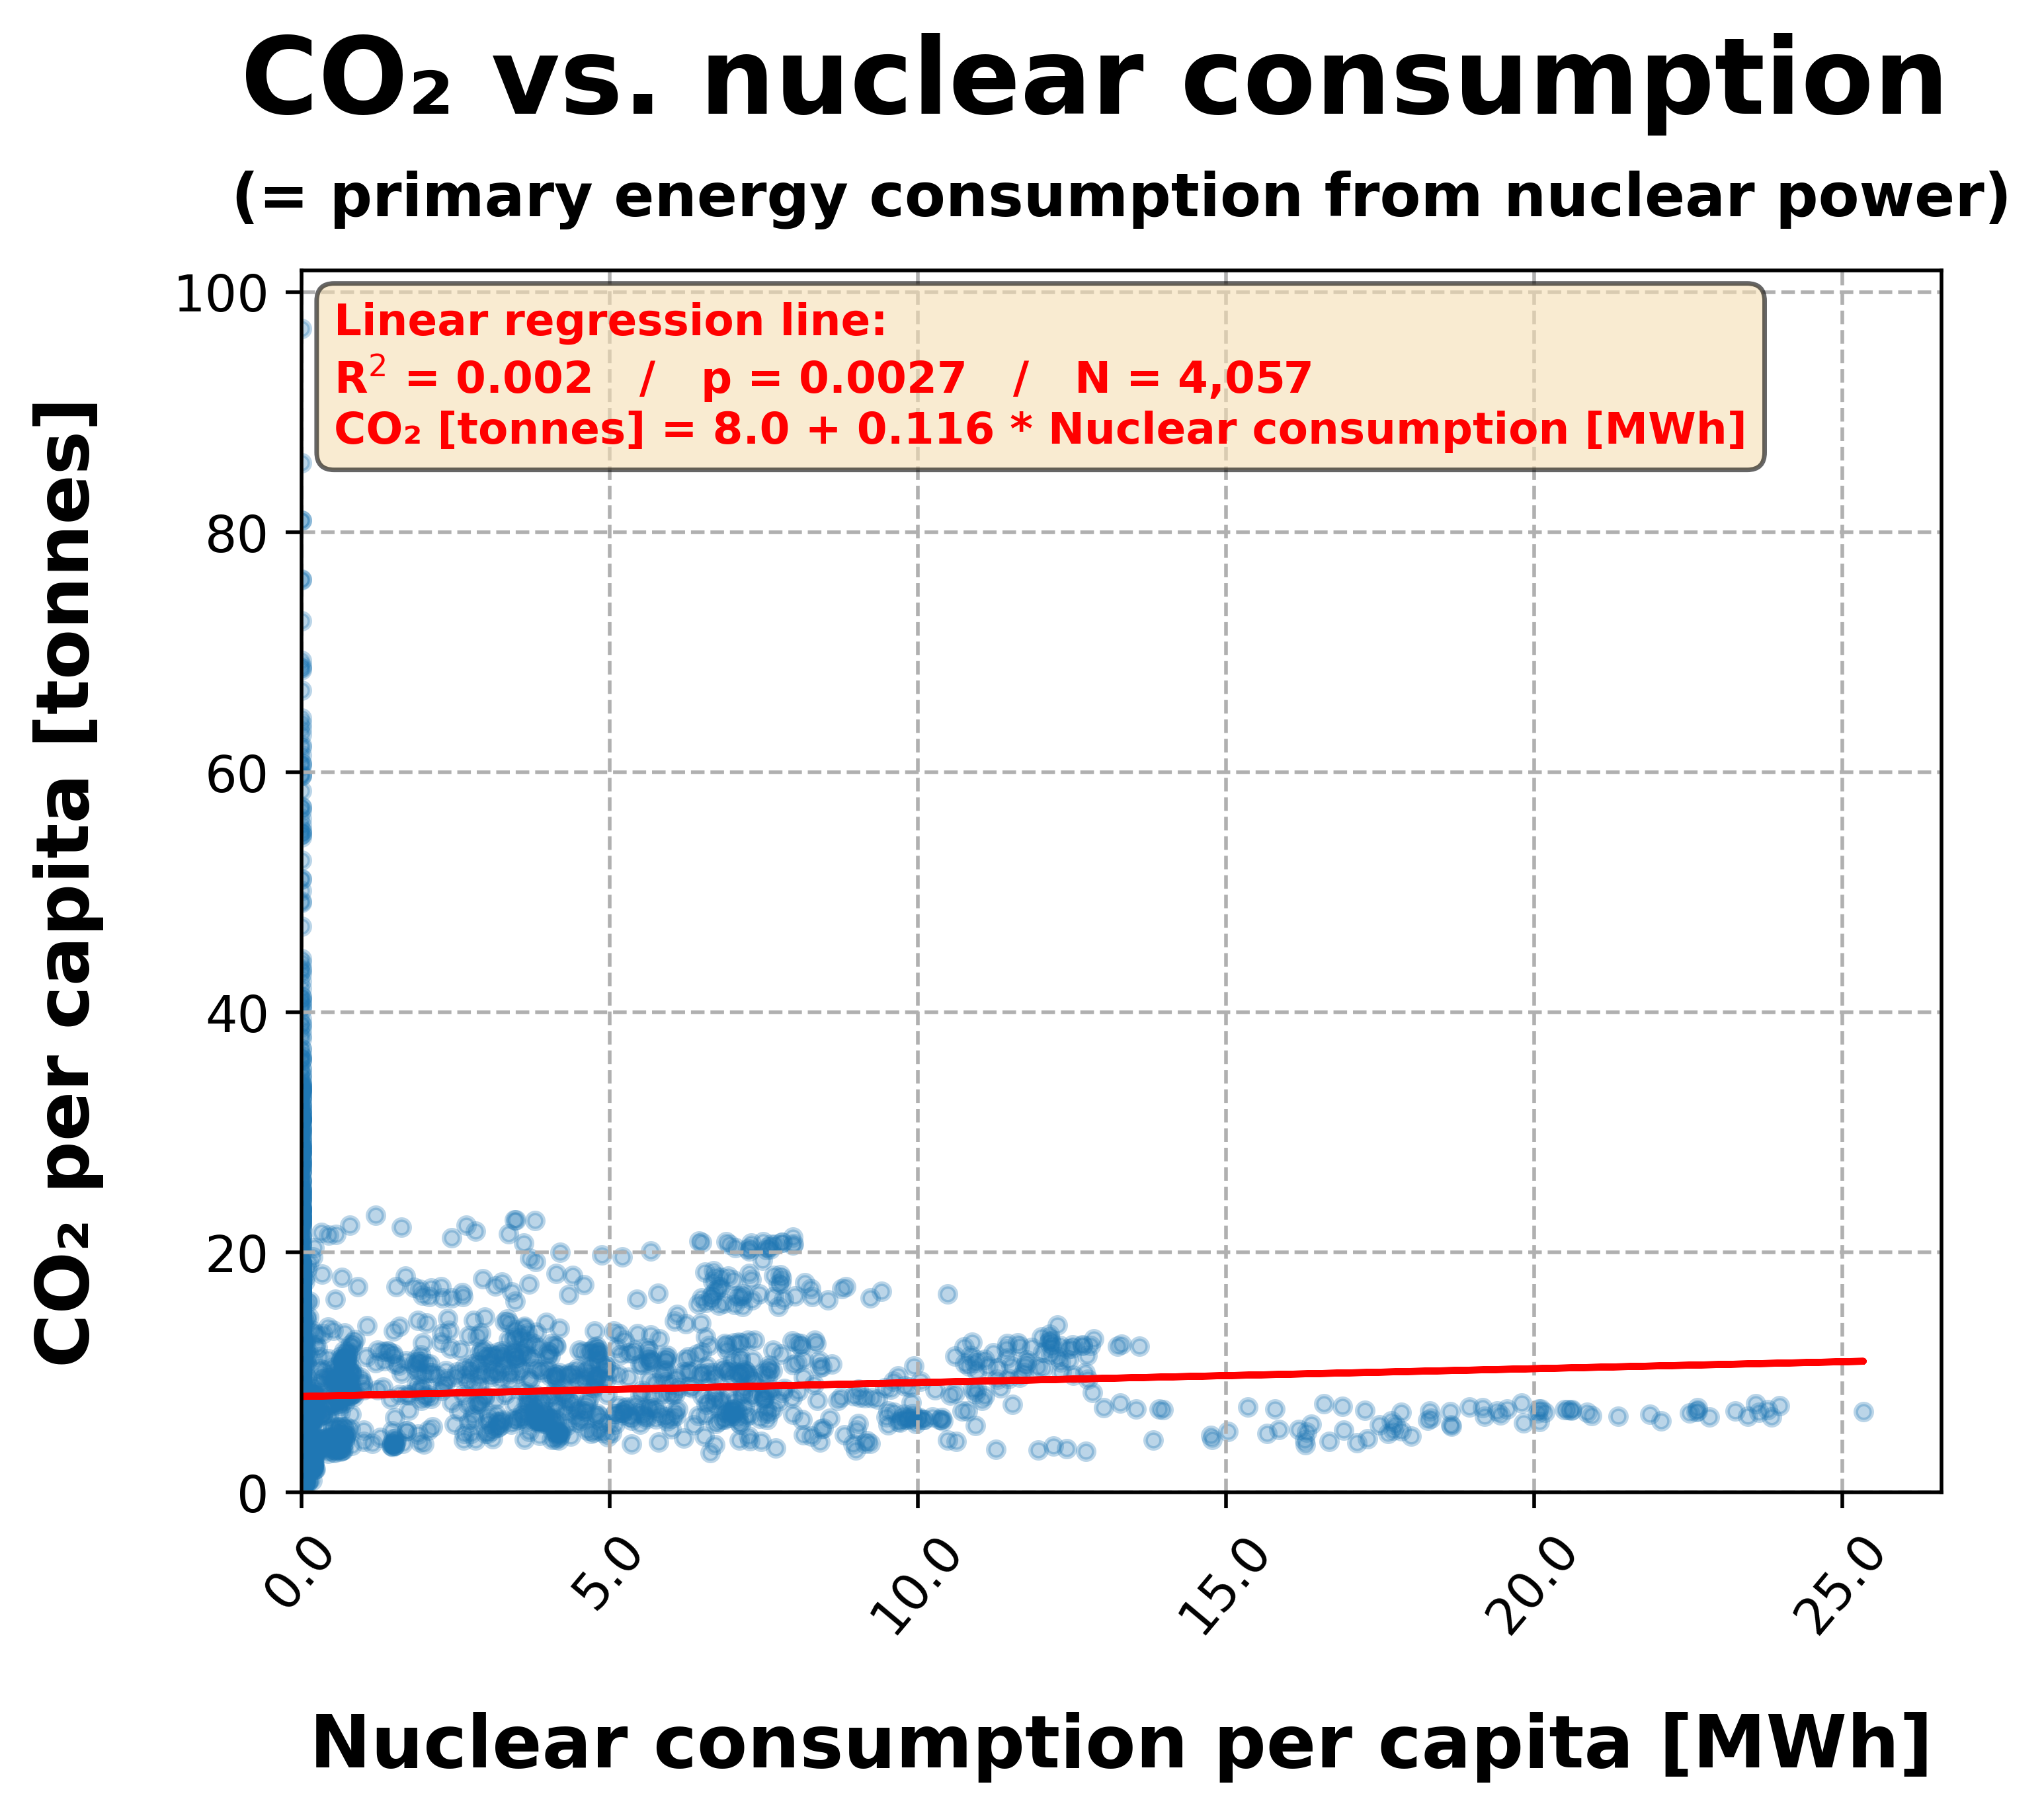 CO₂ vs. nuclear consumption
(= primary energy consumption from nuclear power)
Linear regression line:
R² = 0.002 / p = 0.0027 / N = 4,057
CO₂ [tonnes] = 8.0 + 0.116 * Nuclear consumption [MWh]
CO₂ per capita [tonnes]
100
80
60
40
20
0
0.0 5.0 10.0 15.0 20.0 25.0
Nuclear consumption per capita [MWh]